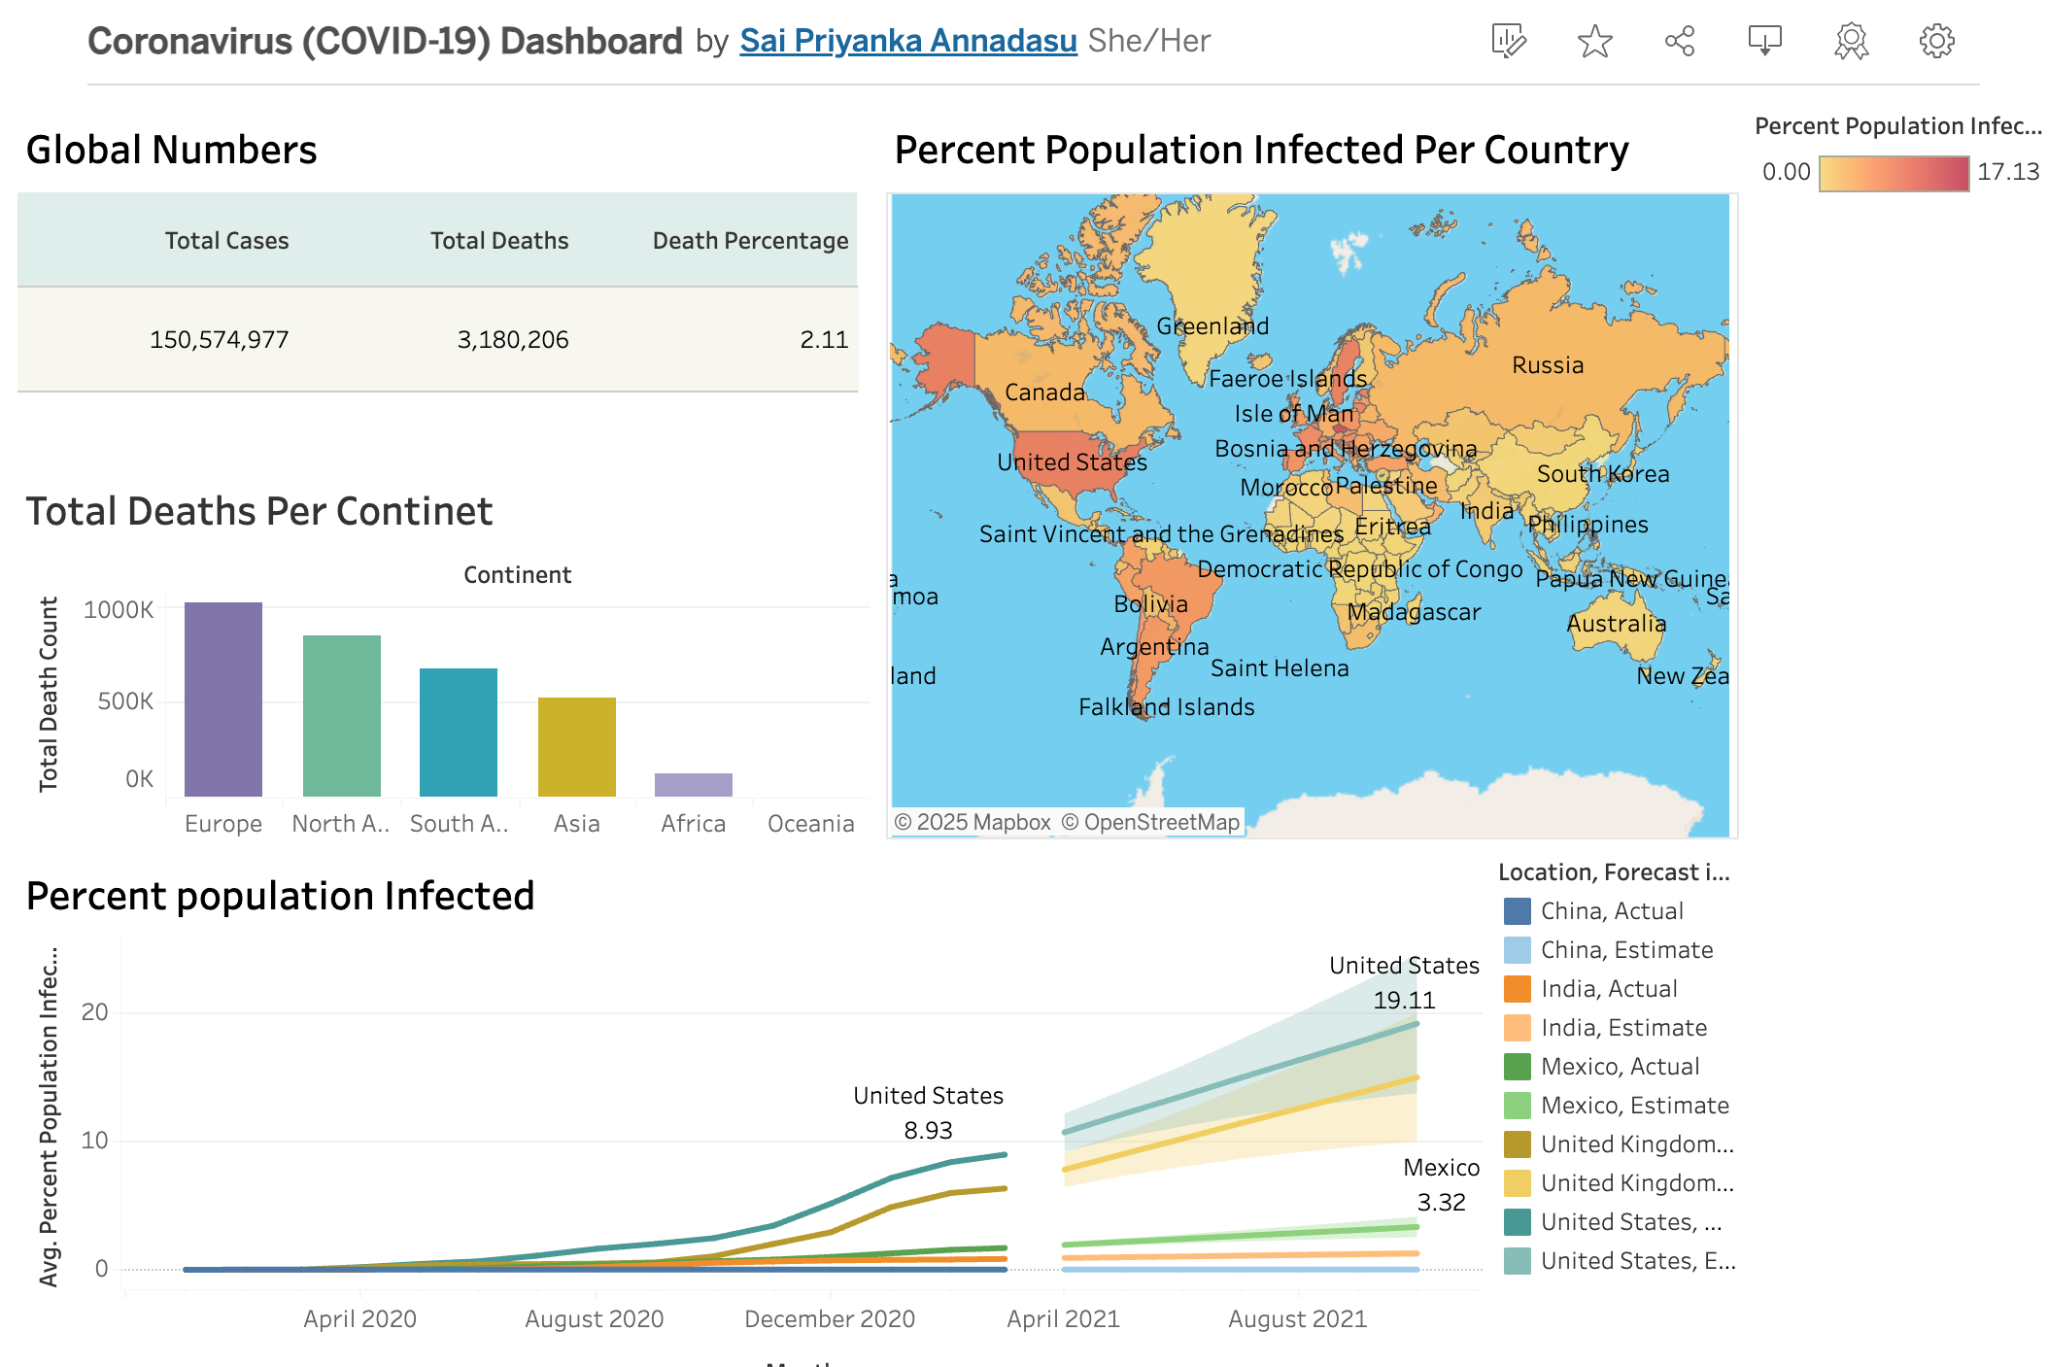 Coronavirus (COVID-19) Dashboard by Sai Priyanka Annadasu She/Her
Global Numbers
Total Cases Total Deaths Death Percentage
150,574,977 3,180,206 2.11
Total Deaths Per Continet
Continent
Total Death Count
1000K
500K
0K
Europe North A.. South A.. Asia Africa Oceania
Percent Population Infected Per Country
Percent Population Infec...
0.00 17.13
Greenland
Russia
Faeroe Islands
Canada
Isle of Man
Bosnia and Herzegovina
United States
South Korea
Morocco Palestine
India
Philippines
Eritrea
Saint Vincent and the Grenadines
Democratic Republic of Congo
a
Papua New Guinea
moa
Sa
Bolivia
Madagascar
Australia
Argentina
Saint Helena
land
New Zea
Falkland Islands
© 2025 Mapbox © OpenStreetMap
Percent population Infected
Avg. Percent Population Infec...
20
10
0
United States
19.11
United States
8.93
Mexico
3.32
April 2020 August 2020 December 2020 April 2021 August 2021
Location, Forecast i...
China, Actual
China, Estimate
India, Actual
India, Estimate
Mexico, Actual
Mexico, Estimate
United Kingdom...
United Kingdom...
United States, ...
United States, E...